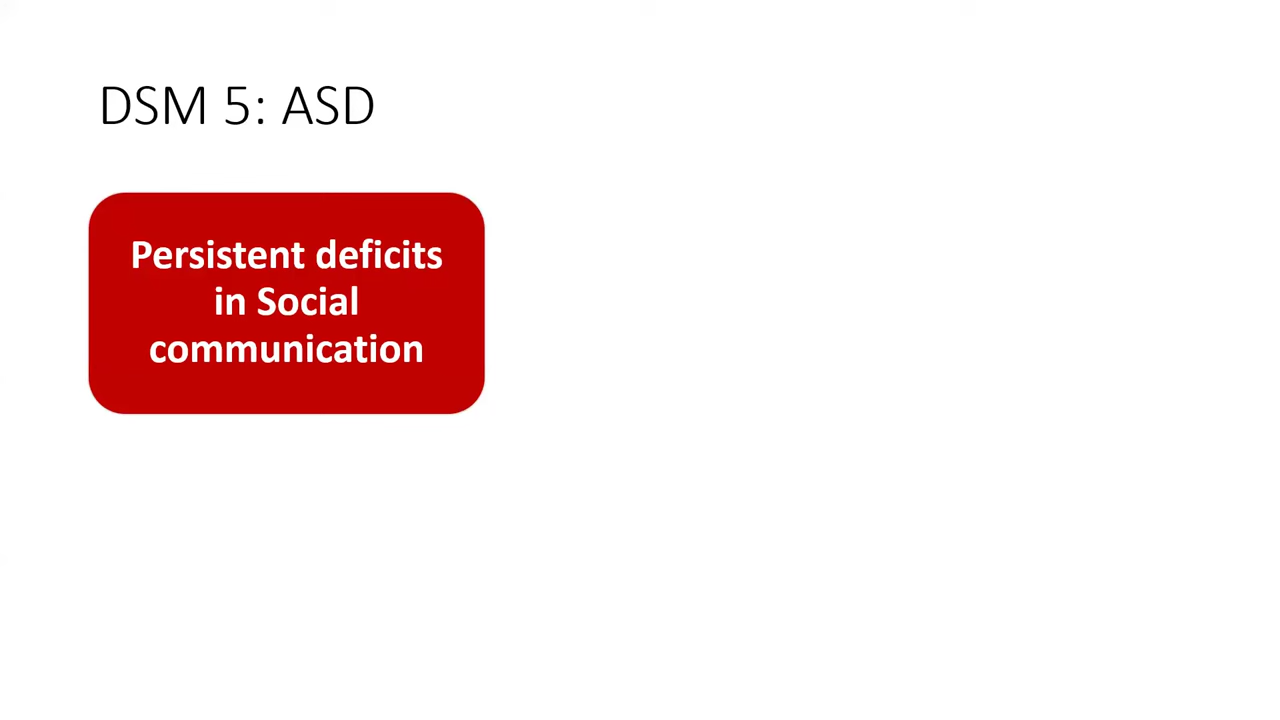 DSM 5: ASD
Persistent deficits
in Social
communication